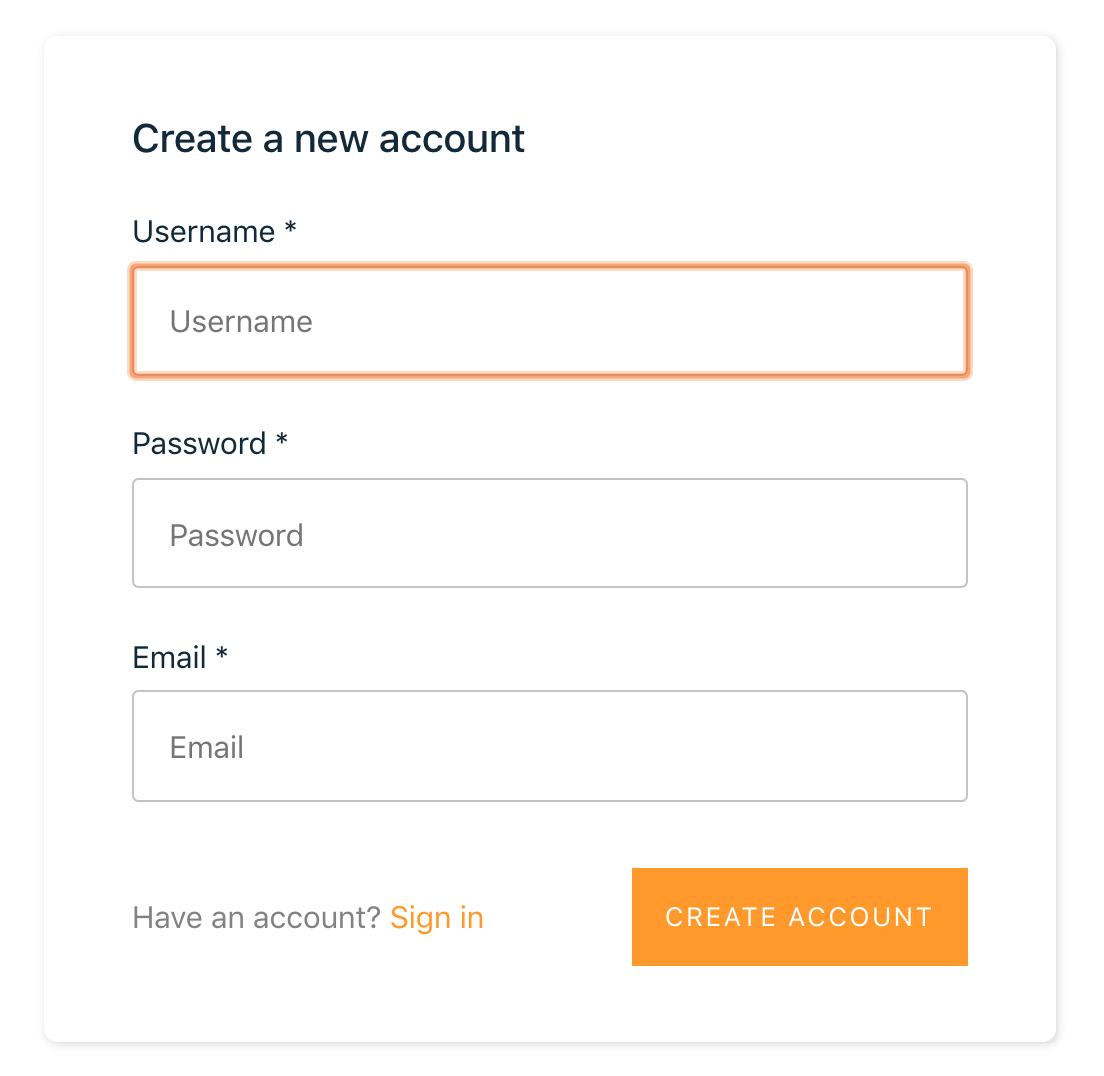 Create a new account
Username *
Username
Password *
Password
Email *
Email
Have an account? Sign in
CREATE ACCOUNT